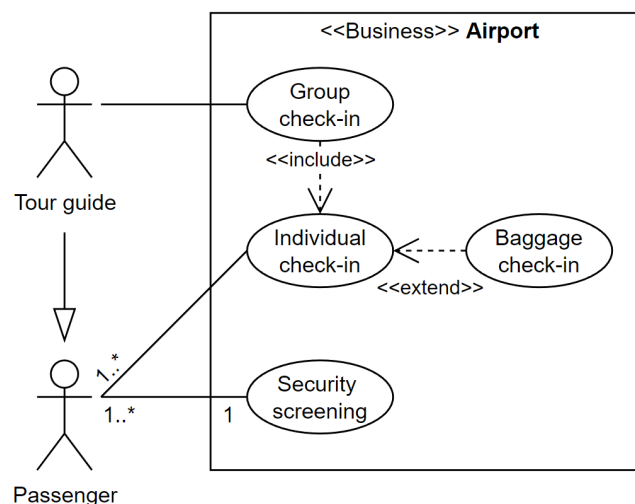 <<Business>> Airport
Group
check-in
<<include>>
Tour guide
Individual
check-in
Baggage
check-in
<<extend>>
1..*
Security
screening
1..*
1
Passenger